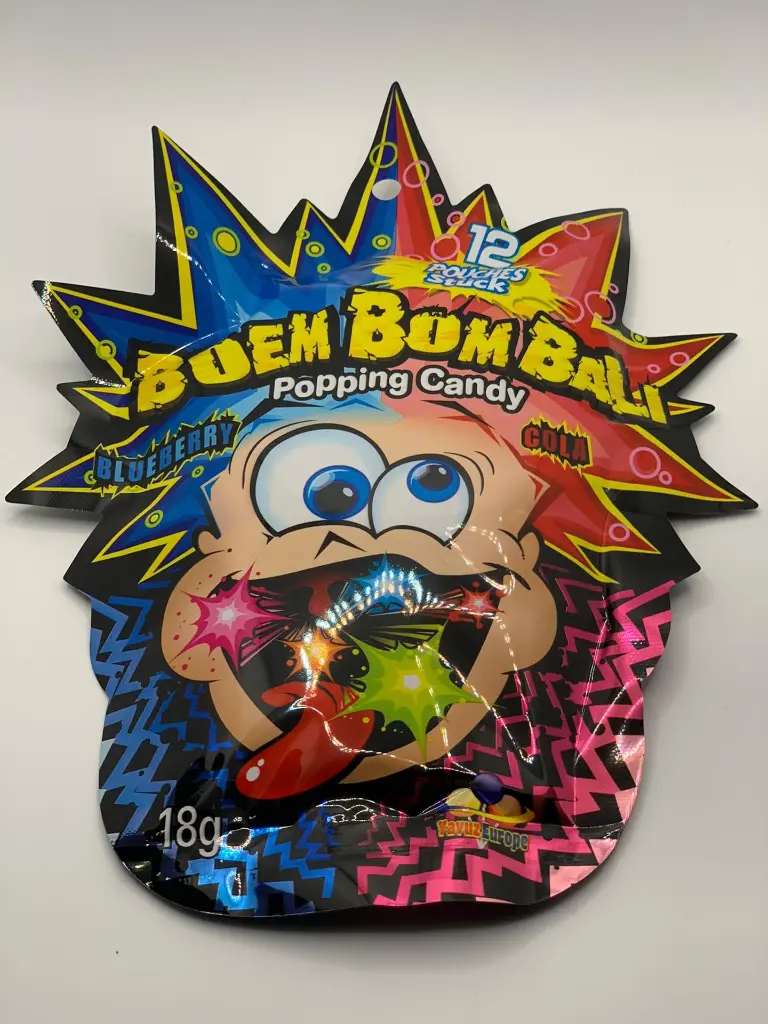 12
POUCHES
Stück
BOEM BOM BALI
Popping Candy
BLUEBERRY
COLA
18g
Yavuz Europe